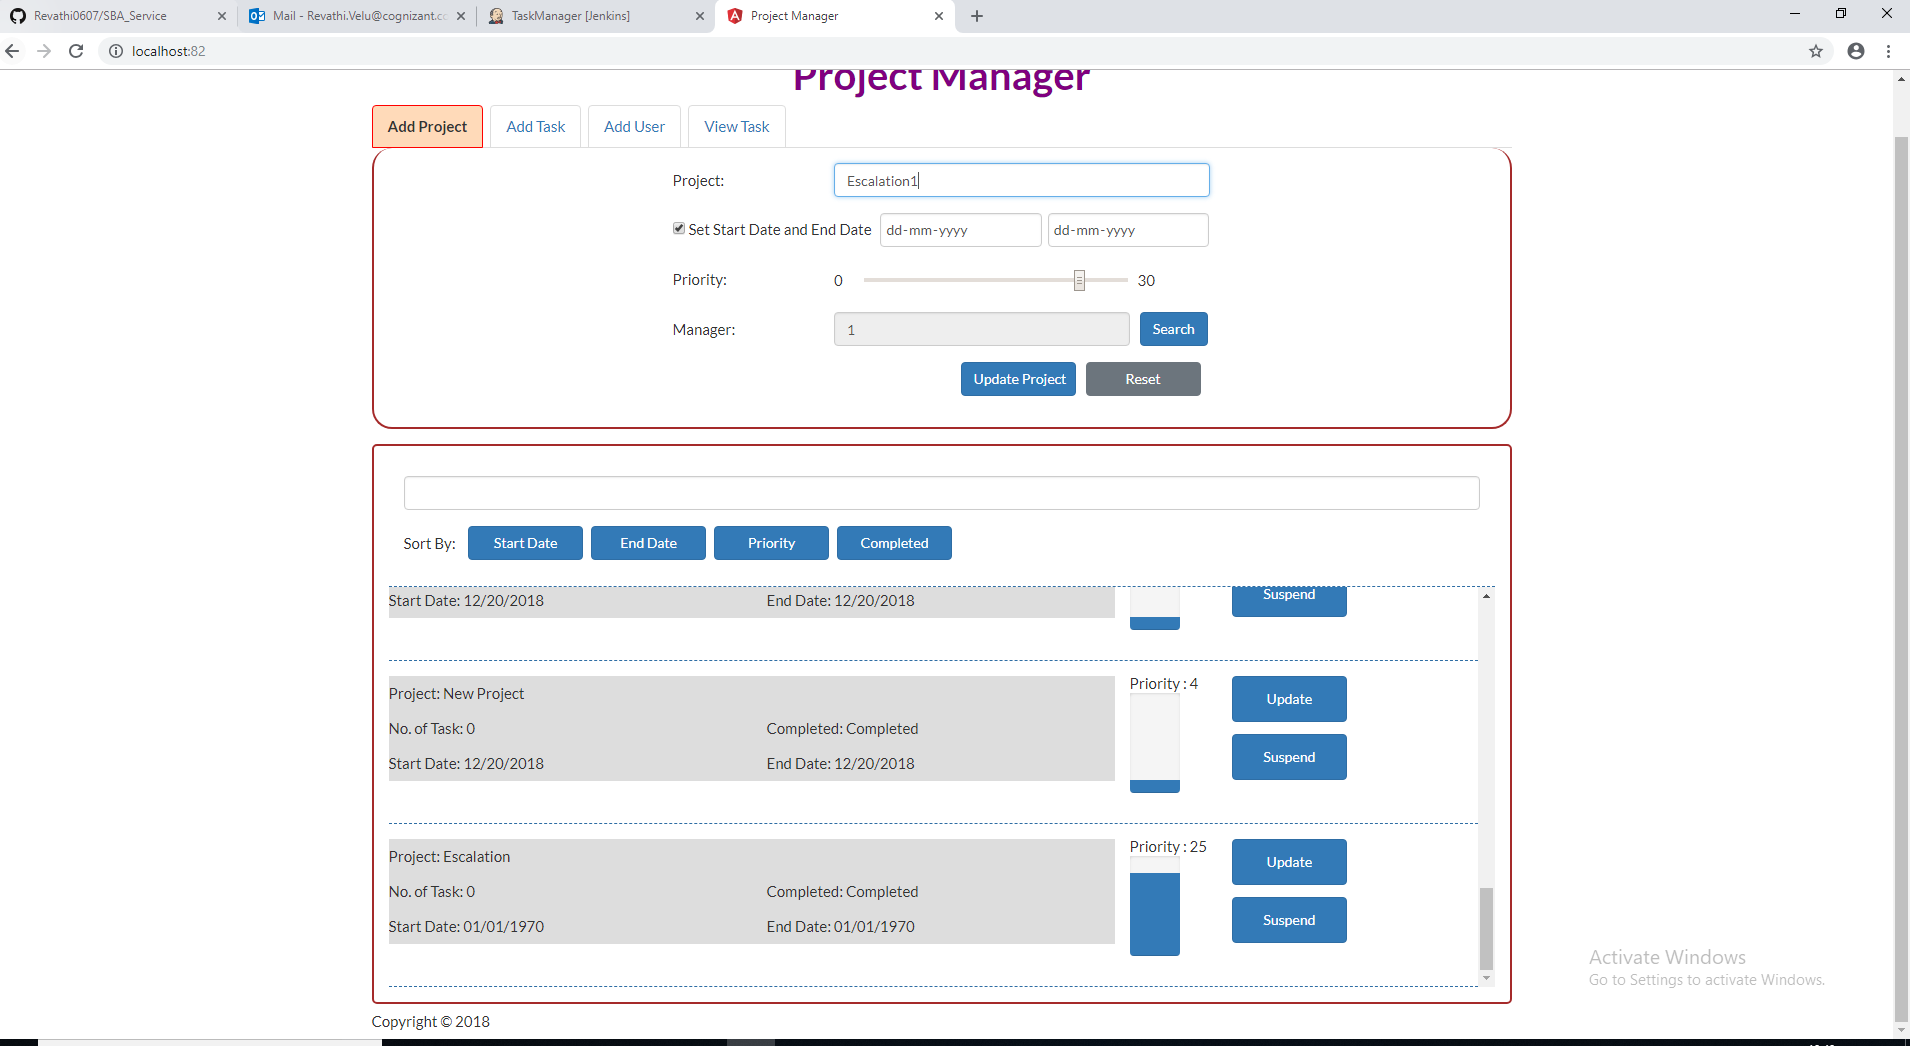 Revathi0607/SBA_Service
Mail - Revathi.Velu@cognizant.cc
TaskManager [Jenkins]
Project Manager
localhost:82
Project Manager
Add Project
Add Task
Add User
View Task
Project:
Escalation1
Set Start Date and End Date
dd-mm-yyyy
dd-mm-yyyy
Priority:
0
30
Manager:
1
Search
Update Project
Reset
Sort By:
Start Date
End Date
Priority
Completed
Start Date: 12/20/2018
End Date: 12/20/2018
Suspend
Project: New Project
Priority : 4
Update
No. of Task: 0
Completed: Completed
Start Date: 12/20/2018
End Date: 12/20/2018
Suspend
Project: Escalation
Priority : 25
Update
No. of Task: 0
Completed: Completed
Start Date: 01/01/1970
End Date: 01/01/1970
Suspend
Activate Windows
Go to Settings to activate Windows.
Copyright © 2018